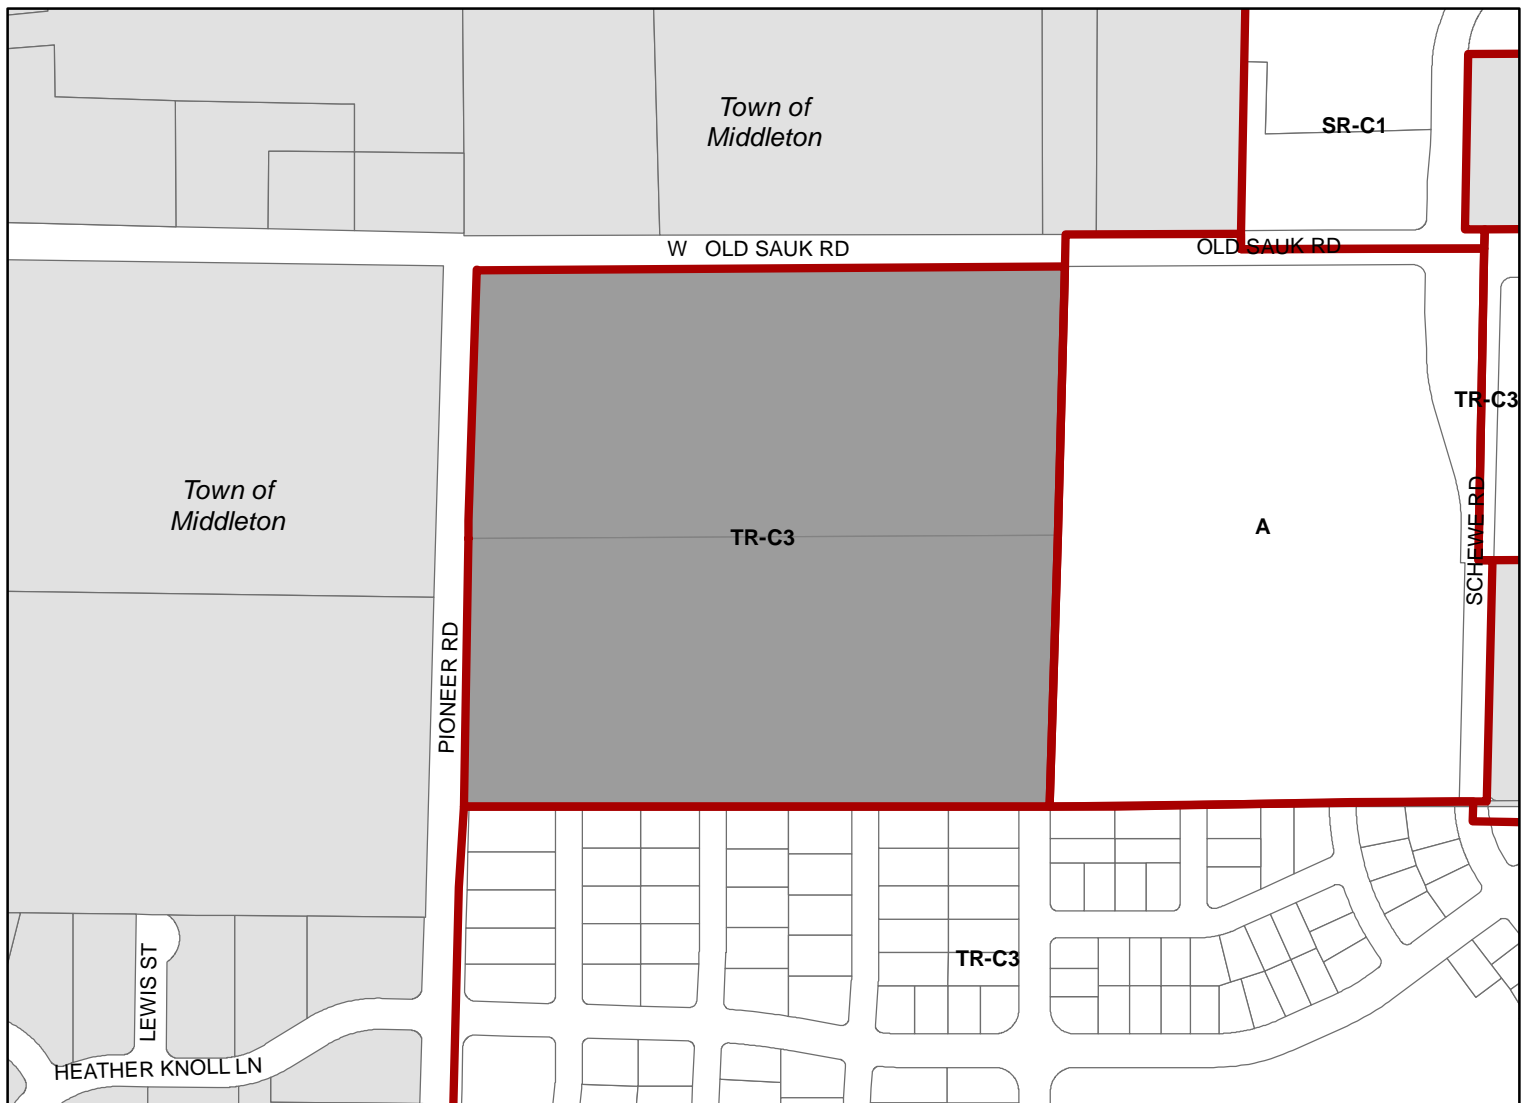 Town of
Middleton
SR-C1
W OLD SAUK RD
OLD SAUK RD
TR-C3
Town of
Middleton
TR-C3
A
SCHEWE RD
PIONEER RD
TR-C3
LEWIS ST
HEATHER KNOLL LN